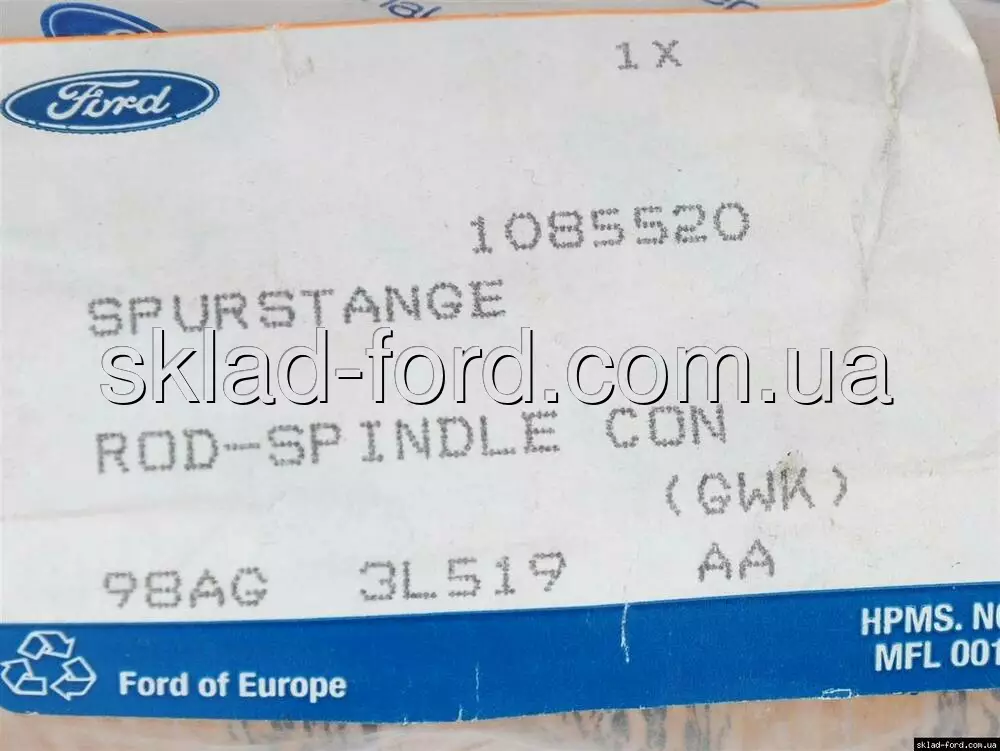 Ford
1X
1085520
SPURSTANGE
sklad-ford.com.ua
ROD-SPINDLE CON
(GWK)
98AG 3L519 AA
HPMS. N
MFL 001
Ford of Europe
sklad-ford.com.ua